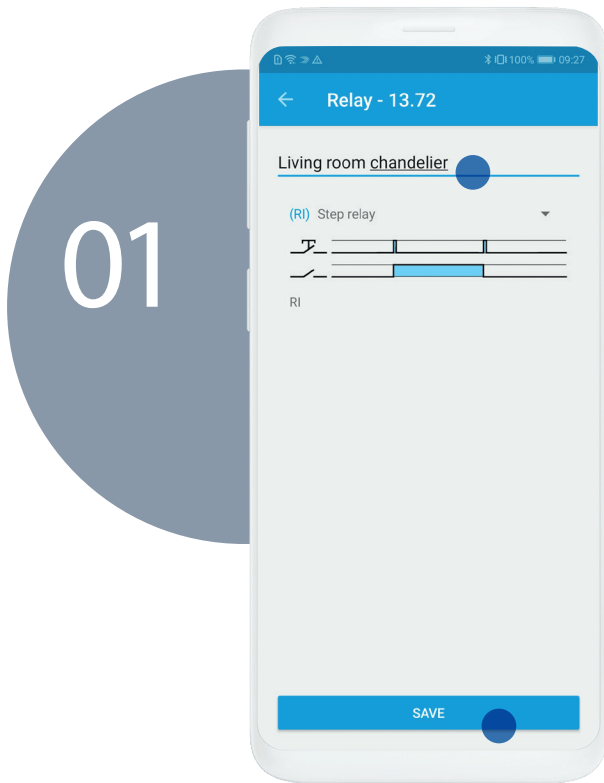 01
100% 09:27
Relay - 13.72
Living room chandelier
(RI) Step relay
RI
SAVE